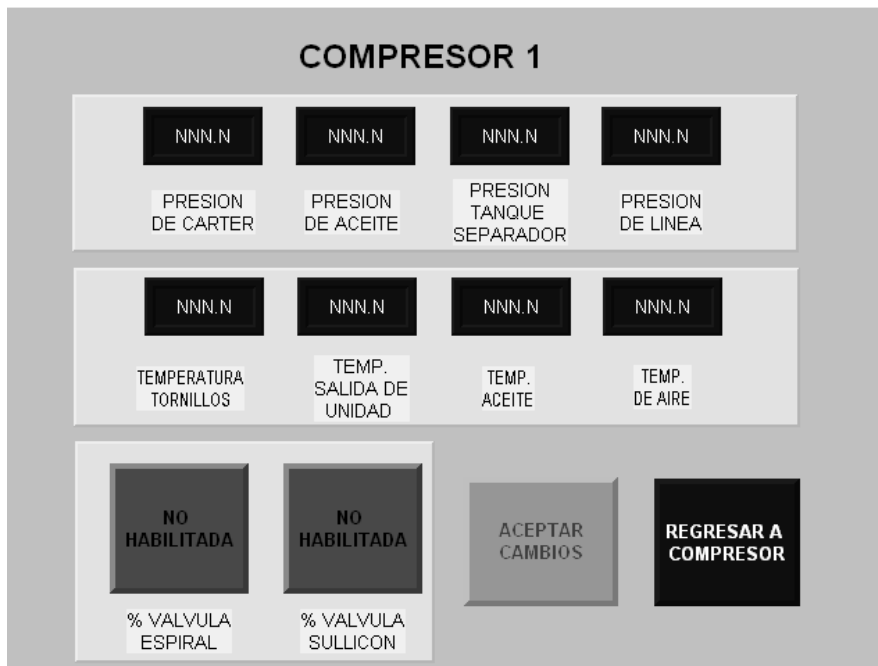 COMPRESOR 1
NNN.N NNN.N NNN.N NNN.N
PRESION
DE CARTER
PRESION
DE ACEITE
PRESION
TANQUE
SEPARADOR
PRESION
DE LINEA
NNN.N NNN.N NNN.N NNN.N
TEMPERATURA
TORNILLOS
TEMP.
SALIDA DE
UNIDAD
TEMP.
ACEITE
TEMP.
DE AIRE
NO
HABILITADA
NO
HABILITADA
ACEPTAR
CAMBIOS
REGRESAR A
COMPRESOR
% VALVULA
ESPIRAL
% VALVULA
SULLICON